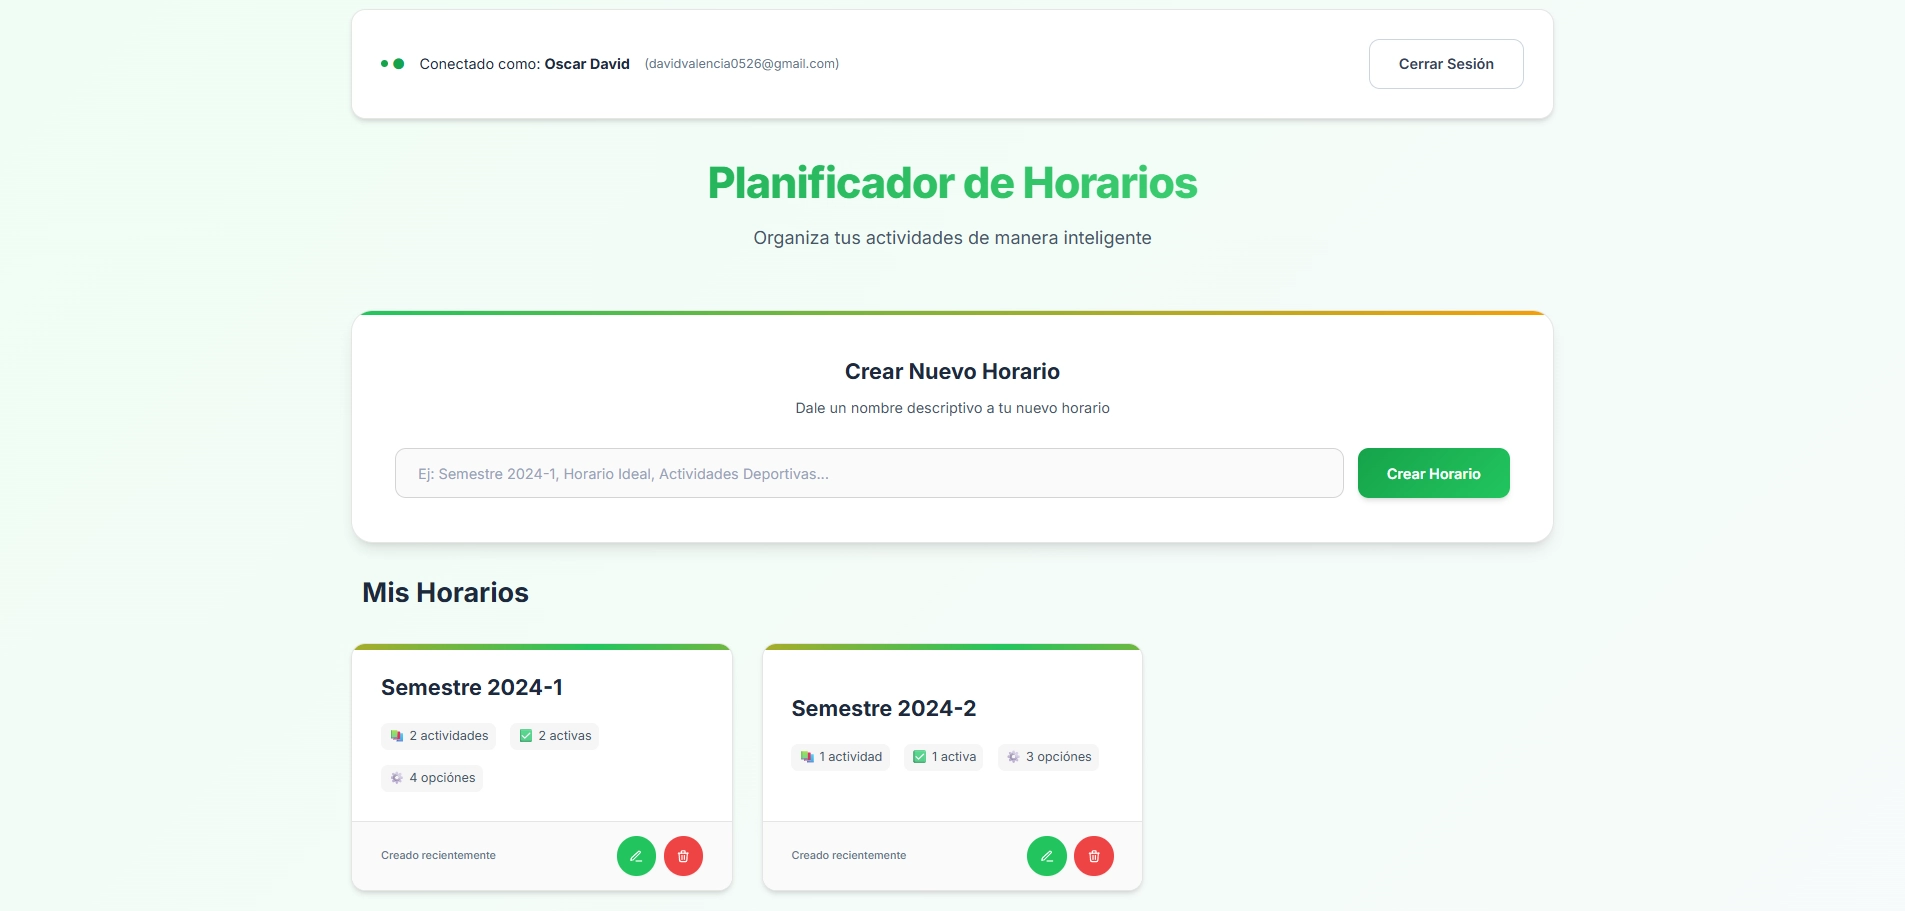 Conectado como: Oscar David (davidvalencia0526@gmail.com) Cerrar Sesión
Planificador de Horarios
Organiza tus actividades de manera inteligente
Crear Nuevo Horario
Dale un nombre descriptivo a tu nuevo horario
Ej: Semestre 2024-1, Horario Ideal, Actividades Deportivas... Crear Horario
Mis Horarios
Semestre 2024-1
2 actividades 2 activas
4 opciónes
Creado recientemente
Semestre 2024-2
1 actividad 1 activa 3 opciónes
Creado recientemente